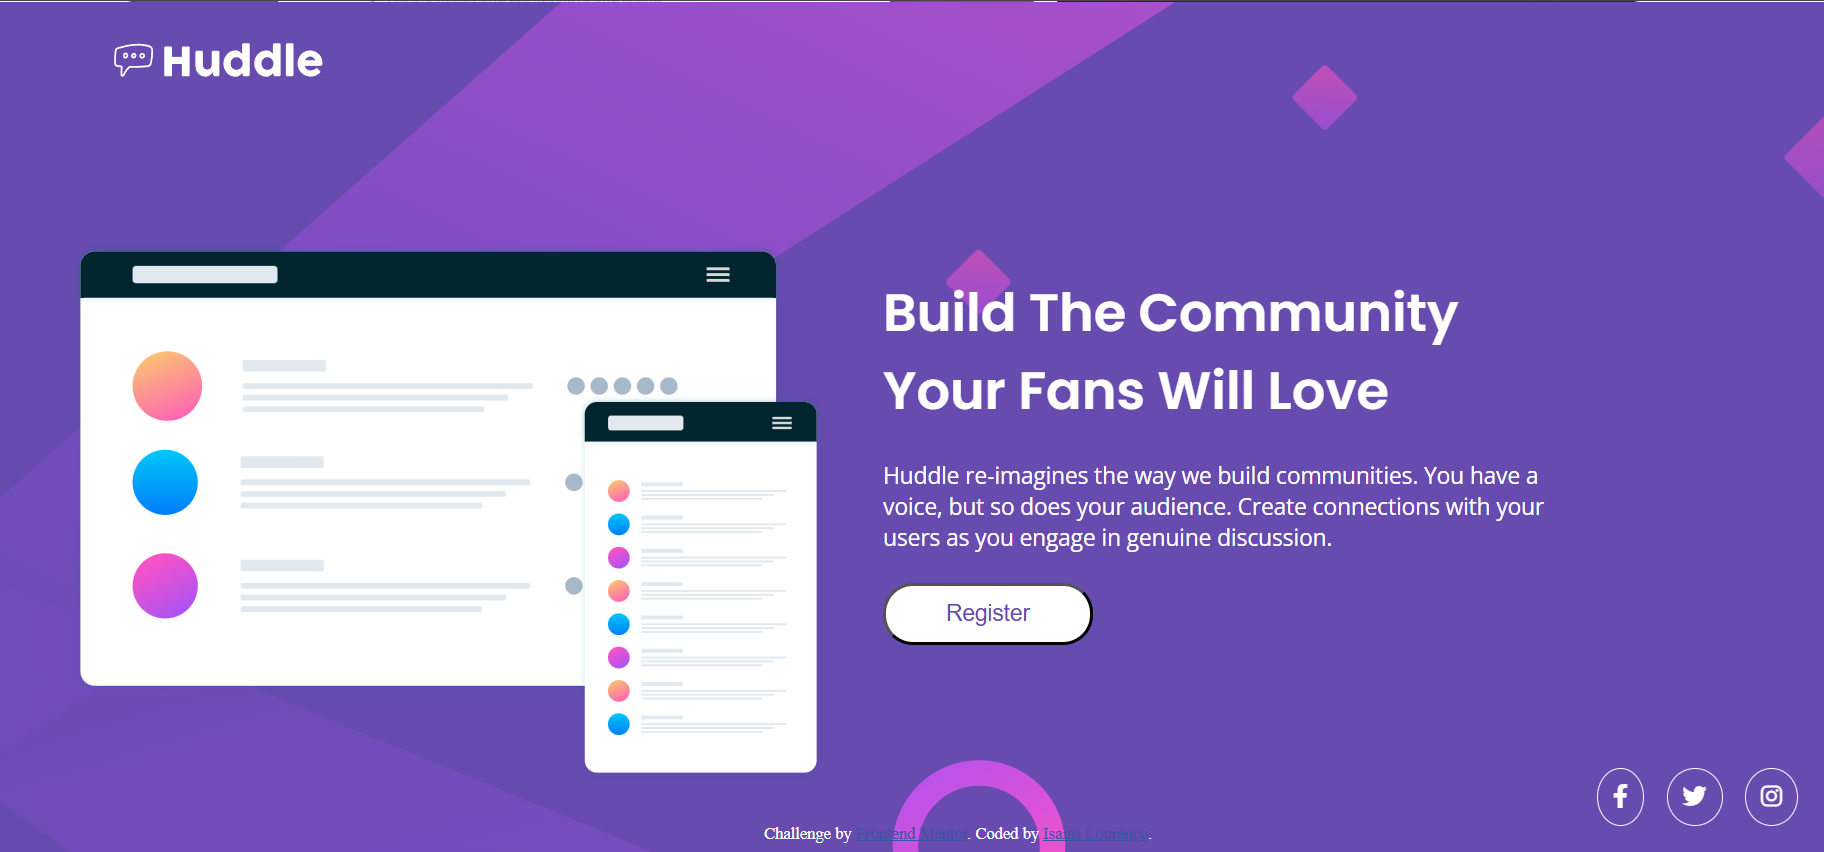 Huddle
Build The Community
Your Fans Will Love
Huddle re-imagines the way we build communities. You have a
voice, but so does your audience. Create connections with your
users as you engage in genuine discussion.
Register
Challenge by Frontend Mentor. Coded by Isaias Lourenco.